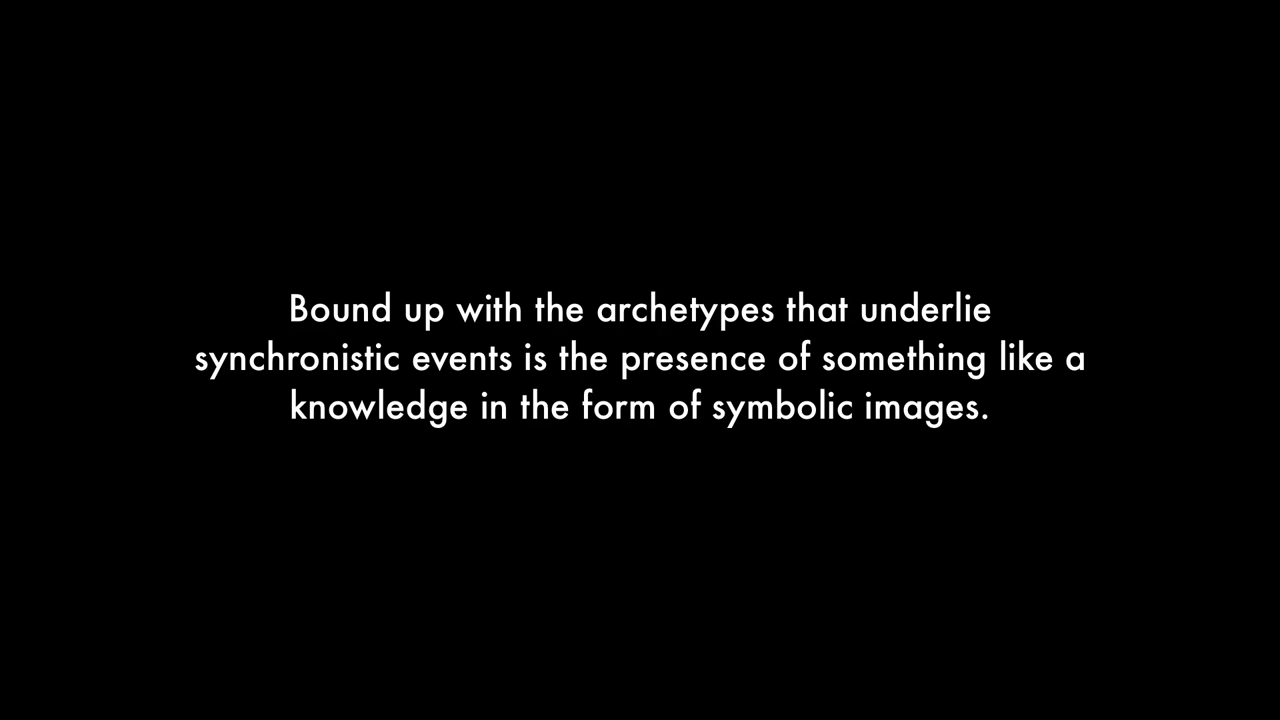 Bound up with the archetypes that underlie
synchronistic events is the presence of something like a
knowledge in the form of symbolic images.